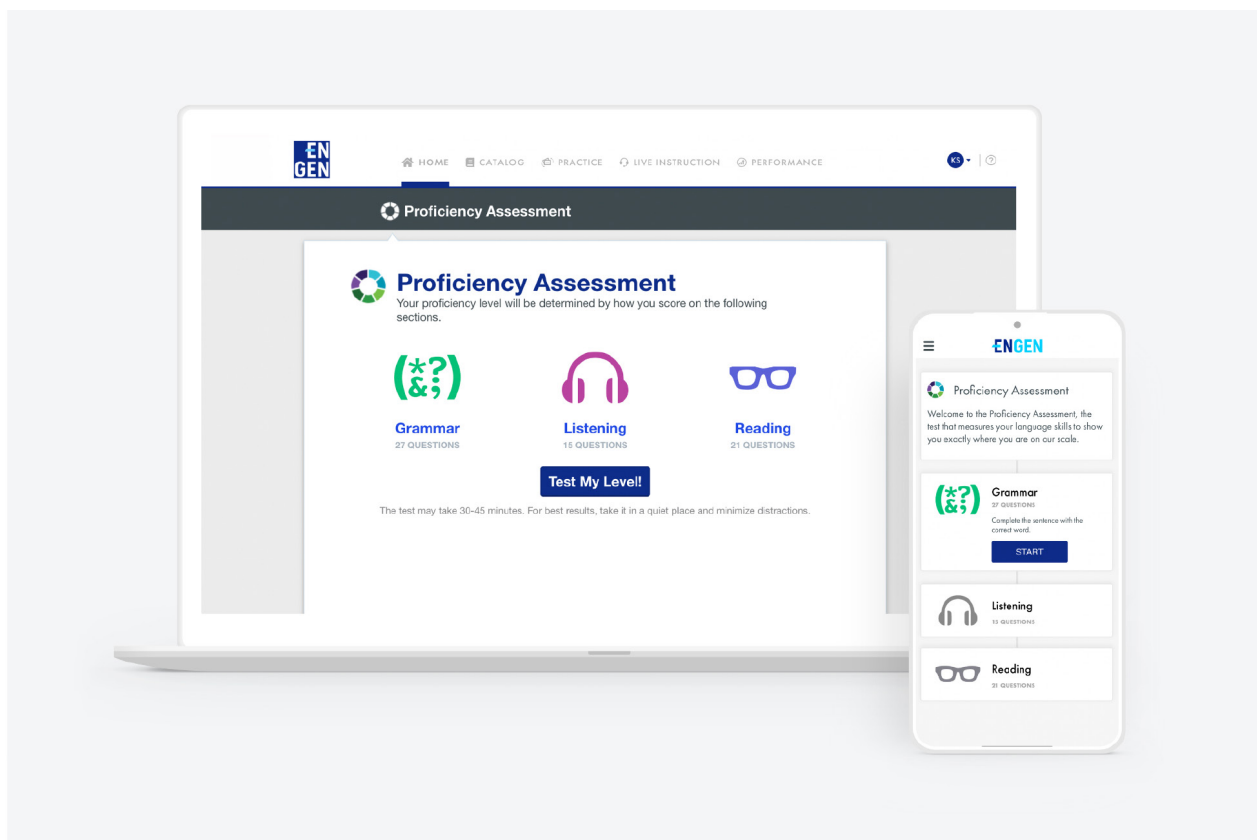 EN
GEN
HOME CATALOG PRACTICE LIVE INSTRUCTION PERFORMANCE KS
Proficiency Assessment
Proficiency Assessment
Your proficiency level will be determined by how you score on the following
sections.
(*?&;)
Grammar Listening Reading
27 QUESTIONS 15 QUESTIONS 21 QUESTIONS
Test My Level!
The test may take 30-45 minutes. For best results, take it in a quiet place and minimize distractions.
ENGEN
Proficiency Assessment
Welcome to the Proficiency Assessment, the
test that measures your language skills to show
you exactly where you are on our scale.
(*?&;)
Grammar
27 QUESTIONS
Complete the sentence with the
correct word.
START
Listening
15 QUESTIONS
Reading
21 QUESTIONS